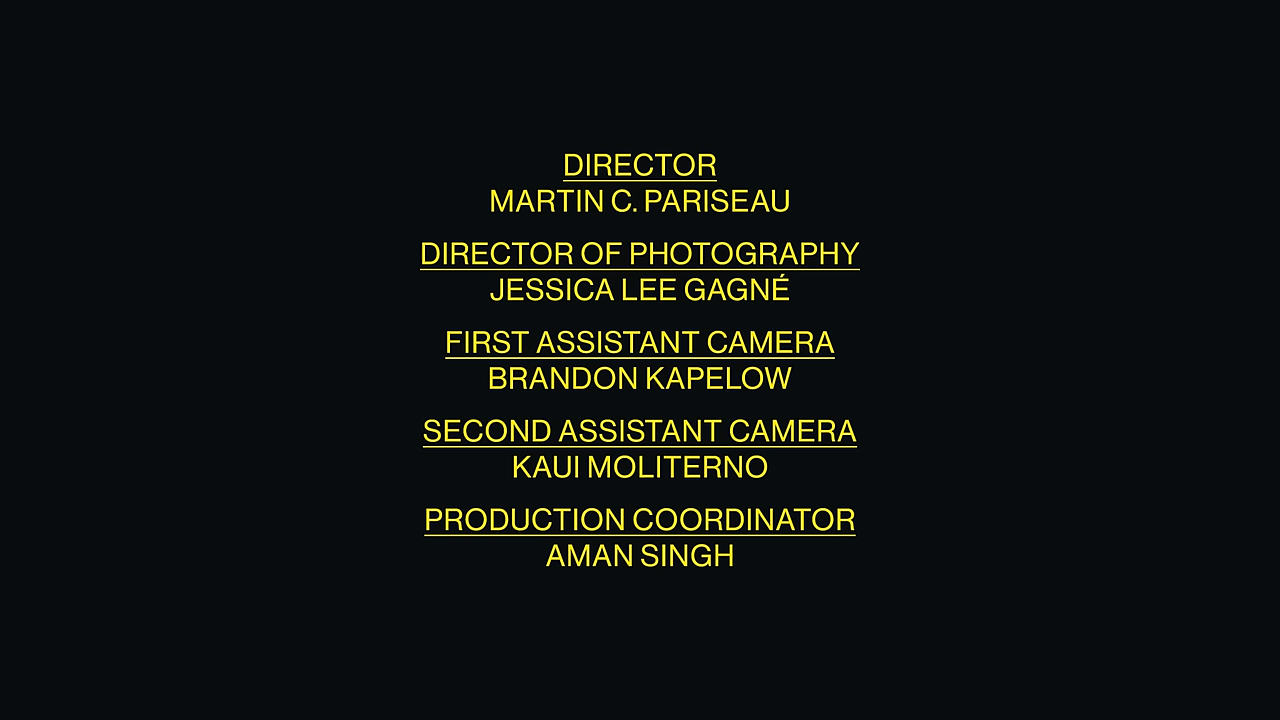 DIRECTOR
MARTIN C. PARISEAU
DIRECTOR OF PHOTOGRAPHY
JESSICA LEE GAGNÉ
FIRST ASSISTANT CAMERA
BRANDON KAPELOW
SECOND ASSISTANT CAMERA
KAUI MOLITERNO
PRODUCTION COORDINATOR
AMAN SINGH